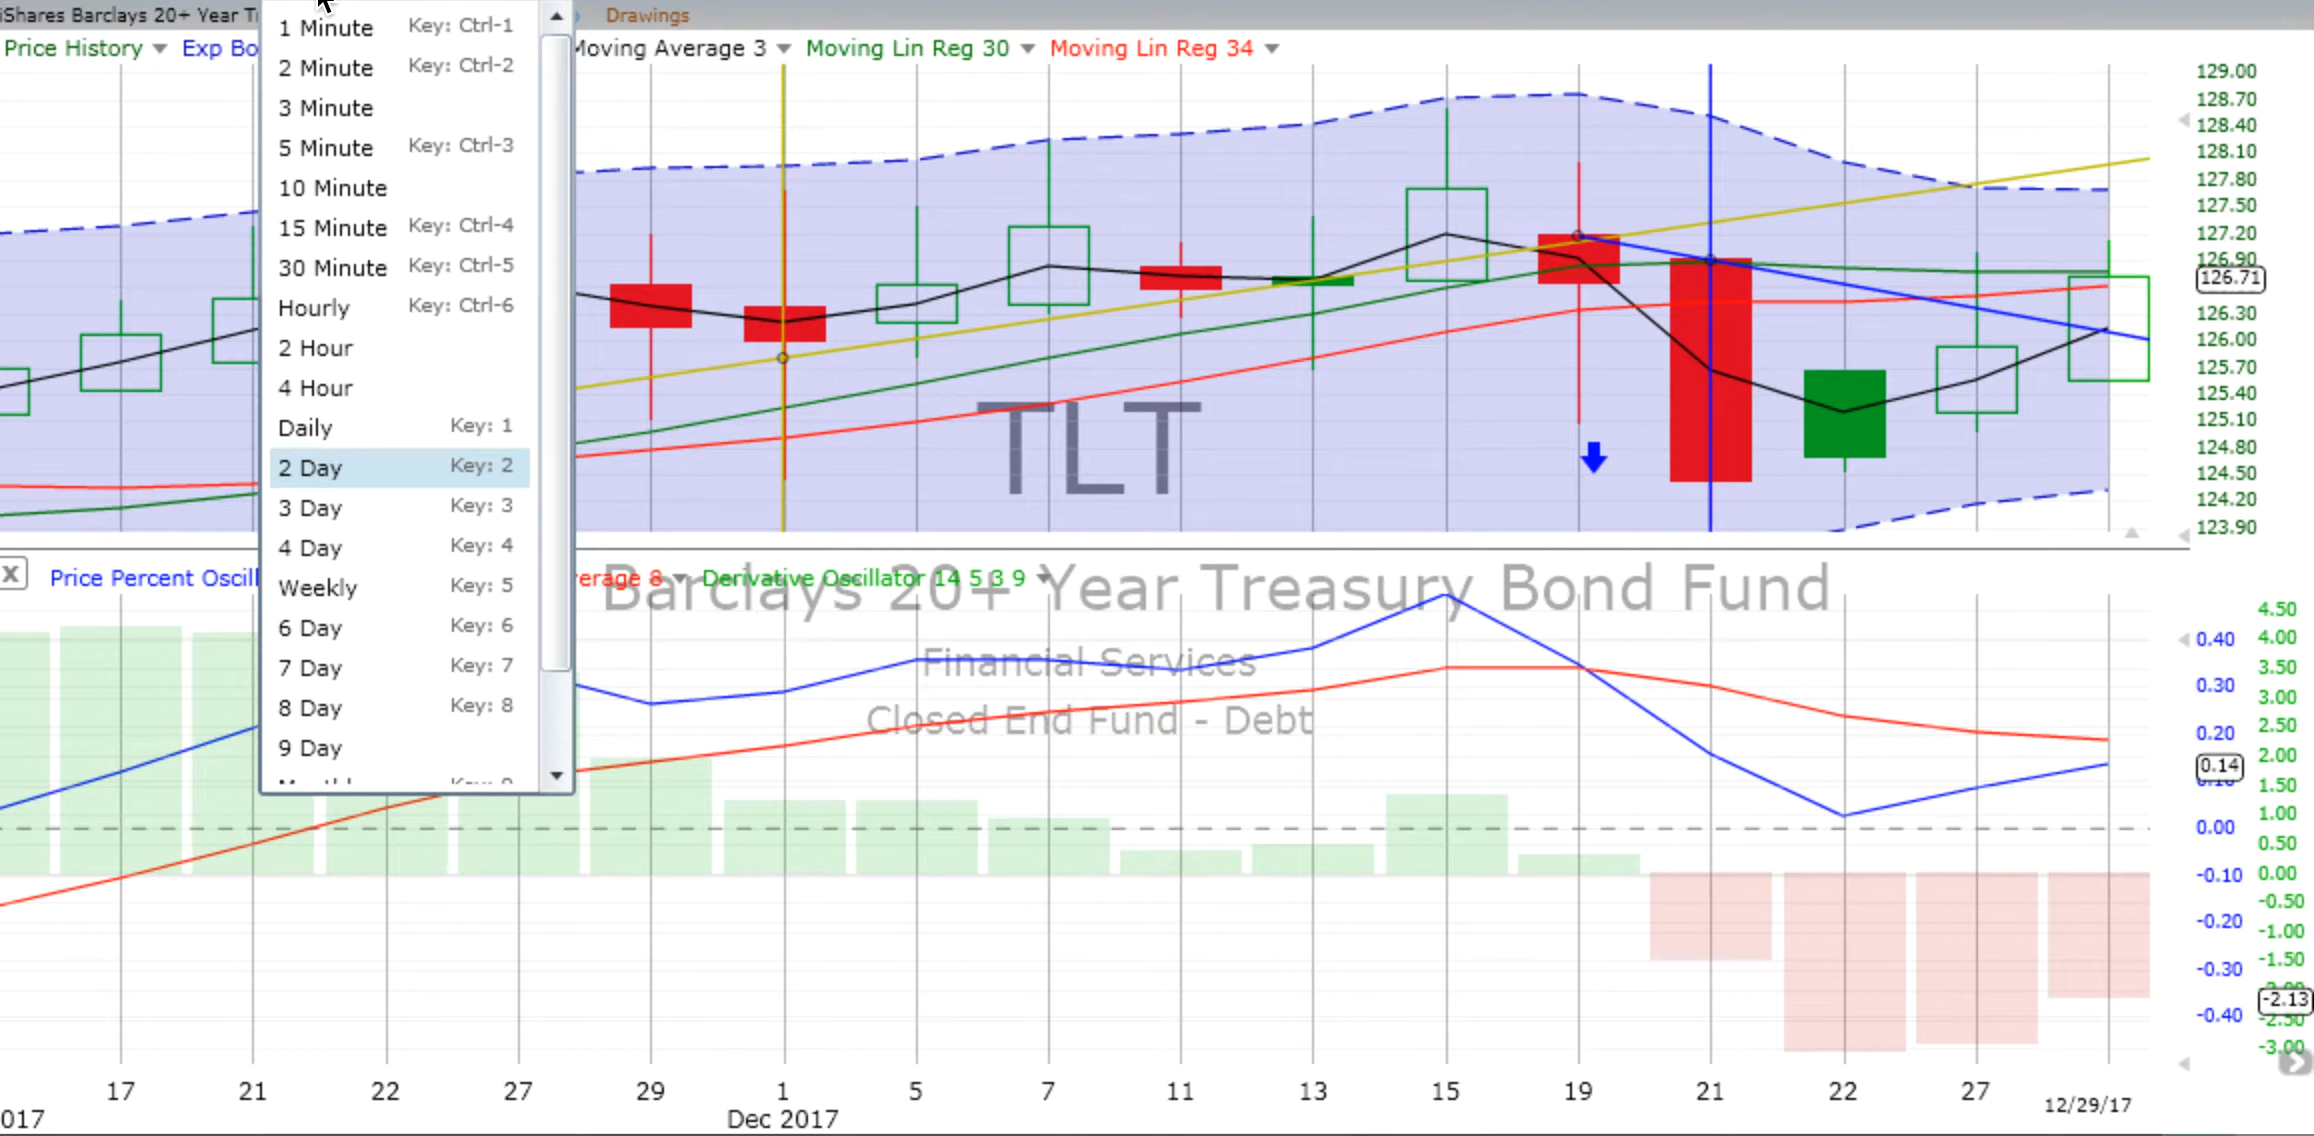 iShares Barclays 20+ Year Tr
Drawings
Price History
Exp Bo
Moving Average 3
Moving Lin Reg 30
Moving Lin Reg 34
1 Minute Key: Ctrl-1
2 Minute Key: Ctrl-2
3 Minute
5 Minute Key: Ctrl-3
10 Minute
15 Minute Key: Ctrl-4
30 Minute Key: Ctrl-5
Hourly Key: Ctrl-6
2 Hour
4 Hour
Daily Key: 1
2 Day Key: 2
3 Day Key: 3
4 Day Key: 4
Weekly Key: 5
6 Day Key: 6
7 Day Key: 7
8 Day Key: 8
9 Day
TLT
129.00
128.70
128.40
128.10
127.80
127.50
127.20
126.90
126.71
126.30
126.00
125.70
125.40
125.10
124.80
124.50
124.20
123.90
X
Price Percent Oscill
erage 8
Derivative Oscillator 14 5 3 9
Barclays 20+ Year Treasury Bond Fund
Financial Services
Closed End Fund - Debt
0.40
0.30
0.20
0.14
0.00
-0.10
-0.20
-0.30
-0.40
4.50
4.00
3.50
3.00
2.50
2.00
1.50
1.00
0.50
0.00
-0.50
-1.00
-1.50
-2.13
-2.50
-3.00
17 21 22 27 29 1 5 7 11 13 15 19 21 22 27 12/29/17
017 Dec 2017